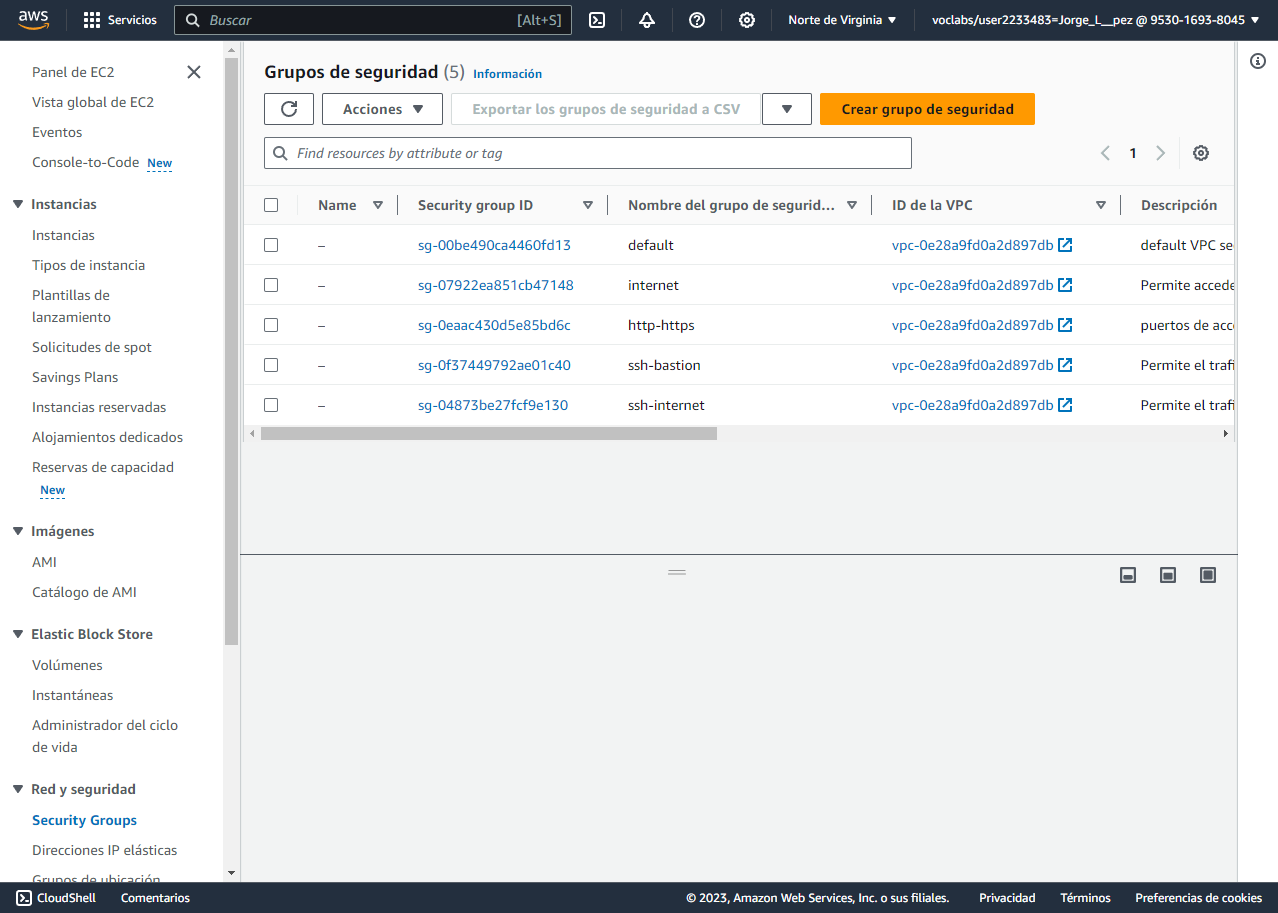 aws Servicios Buscar [Alt+S] Norte de Virginia voclabs/user2233483=Jorge_L__pez @ 9530-1693-8045
Panel de EC2
Vista global de EC2
Eventos
Console-to-Code New
Instancias
Instancias
Tipos de instancia
Plantillas de
lanzamiento
Solicitudes de spot
Savings Plans
Instancias reservadas
Alojamientos dedicados
Reservas de capacidad
New
Imágenes
AMI
Catálogo de AMI
Elastic Block Store
Volúmenes
Instantáneas
Administrador del ciclo
de vida
Red y seguridad
Security Groups
Direcciones IP elásticas
Grupos de ubicación
Grupos de seguridad (5) Información
Acciones Exportar los grupos de seguridad a CSV Crear grupo de seguridad
Find resources by attribute or tag 1
Name Security group ID Nombre del grupo de segurid... ID de la VPC Descripción
– sg-00be490ca4460fd13 default vpc-0e28a9fd0a2d897db default VPC se
– sg-07922ea851cb47148 internet vpc-0e28a9fd0a2d897db Permite accede
– sg-0eaac430d5e85bd6c http-https vpc-0e28a9fd0a2d897db puertos de acc
– sg-0f37449792ae01c40 ssh-bastion vpc-0e28a9fd0a2d897db Permite el trafi
– sg-04873be27fcf9e130 ssh-internet vpc-0e28a9fd0a2d897db Permite el trafi
CloudShell Comentarios © 2023, Amazon Web Services, Inc. o sus filiales. Privacidad Términos Preferencias de cookies